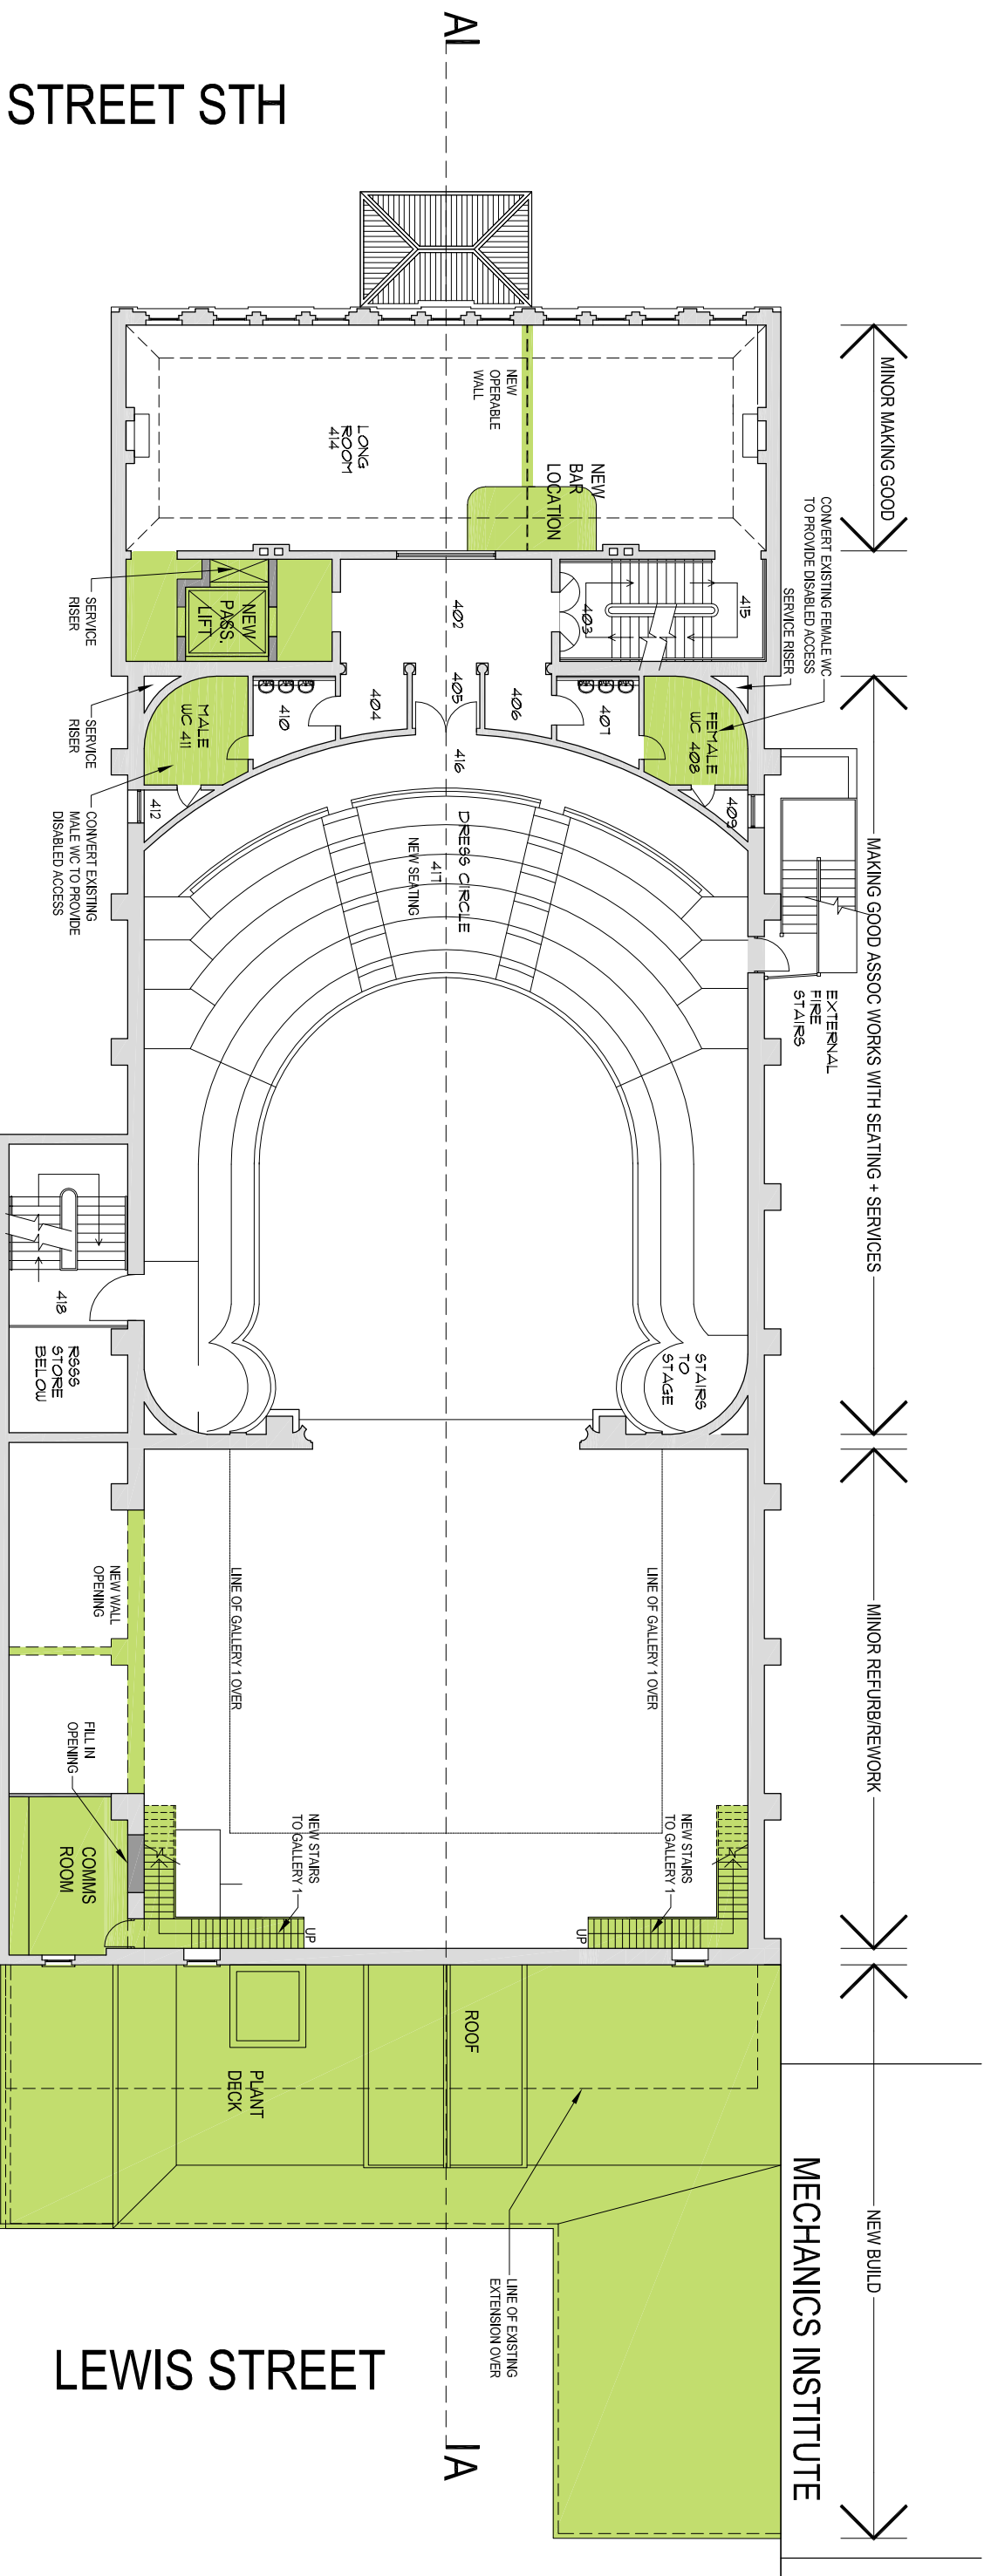 A
STREET STH
MINOR MAKING GOOD
NEW
OPERABLE
WALL
LONG
ROOM
414
NEW
BAR
LOCATION
CONVERT EXISTING FEMALE WC
TO PROVIDE DISABLED ACCESS
SERVICE RISER
415
403
402
NEW
PASS.
LIFT
SERVICE
RISER
404
405
406
407
410
FEMALE
WC 408
MALE
WC 411
SERVICE
RISER
416
409
412
CONVERT EXISTING
MALE WC TO PROVIDE
DISABLED ACCESS
DRESS CIRCLE
417
NEW SEATING
MAKING GOOD ASSOC WORKS WITH SEATING + SERVICES
EXTERNAL
FIRE
STAIRS
418
RSSS
STORE
BELOW
STAIRS
TO
STAGE
LINE OF GALLERY 1 OVER
LINE OF GALLERY 1 OVER
NEW WALL
OPENING
MINOR REFURB/REWORK
FILL IN
OPENING
NEW STAIRS
TO GALLERY 1
NEW STAIRS
TO GALLERY 1
UP
UP
COMMS
ROOM
ROOF
PLANT
DECK
LINE OF EXISTING
EXTENSION OVER
NEW BUILD
MECHANICS INSTITUTE
LEWIS STREET
A